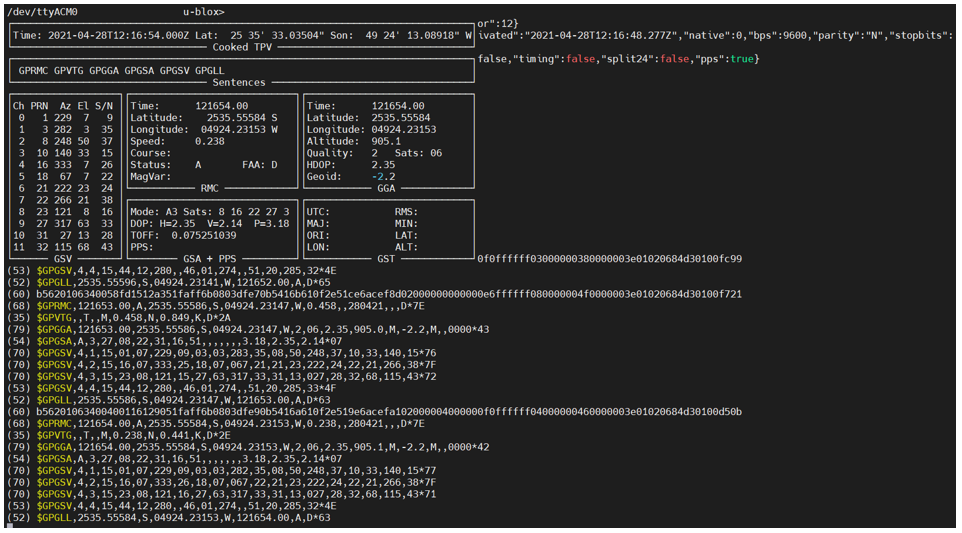 /dev/ttyACM0 u-blox>
or":12}
Time: 2021-04-28T12:16:54.000Z Lat: 25 35' 33.03504" Son: 49 24' 13.08918" W
ivated":"2021-04-28T12:16:48.277Z","native":0,"bps":9600,"parity":"N","stopbits":
Cooked TPV
false,"timing":false,"split24":false,"pps":true}
GPRMC GPVTG GPGGA GPGSA GPGSV GPGLL
Sentences
Ch PRN Az El S/N
0 1 229 7 9
1 3 282 3 35
2 8 248 50 37
3 10 140 33 15
4 16 333 7 26
5 18 67 7 22
6 21 222 23 24
7 22 266 21 38
8 23 121 8 16
9 27 317 63 33
10 31 27 13 28
11 32 115 68 43
GSV
Time: 121654.00
Latitude: 2535.55584 S
Longitude: 04924.23153 W
Speed: 0.238
Course:
Status: A FAA: D
MagVar:
RMC
Time: 121654.00
Latitude: 2535.55584
Longitude: 04924.23153
Altitude: 905.1
Quality: 2 Sats: 06
HDOP: 2.35
Geoid: -2.2
GGA
Mode: A3 Sats: 8 16 22 27 3
DOP: H=2.35 V=2.14 P=3.18
TOFF: 0.075251039
PPS:
GSA + PPS
UTC: RMS:
MAJ: MIN:
ORI: LAT:
LON: ALT:
GST
0f0ffffff03000000380000003e01020684d30100fc99
(53) $GPGSV,4,4,15,44,12,280,,46,01,274,,51,20,285,32*4E
(52) $GPGLL,2535.55596,S,04924.23141,W,121652.00,A,D*65
(60) b5620106340058fd1512a351faff6b0803dfe70b5416b610f2e51ce6acef8d02000000000000e6ffffff080000004f0000003e01020684d30100f721
(68) $GPRMC,121653.00,A,2535.55586,S,04924.23147,W,0.458,,280421,,,D*7E
(35) $GPVTG,,T,,M,0.458,N,0.849,K,D*2A
(79) $GPGGA,121653.00,2535.55586,S,04924.23147,W,2,06,2.35,905.0,M,-2.2,M,,0000*43
(54) $GPGSA,A,3,27,08,22,31,16,51,,,,,,,3.18,2.35,2.14*07
(70) $GPGSV,4,1,15,01,07,229,09,03,03,283,35,08,50,248,37,10,33,140,15*76
(70) $GPGSV,4,2,15,16,07,333,25,18,07,067,21,21,23,222,24,22,21,266,38*7F
(70) $GPGSV,4,3,15,23,08,121,15,27,63,317,33,31,13,027,28,32,68,115,43*72
(53) $GPGSV,4,4,15,44,12,280,,46,01,274,,51,20,285,33*4F
(52) $GPGLL,2535.55586,S,04924.23147,W,121653.00,A,D*63
(60) b56201063400400116129051faff6b0803dfe90b5416a610f2e519e6acefa102000004000000f0ffffff04000000460000003e01020684d30100d50b
(68) $GPRMC,121654.00,A,2535.55584,S,04924.23153,W,0.238,,280421,,,D*7E
(35) $GPVTG,,T,,M,0.238,N,0.441,K,D*2E
(79) $GPGGA,121654.00,2535.55584,S,04924.23153,W,2,06,2.35,905.1,M,-2.2,M,,0000*42
(54) $GPGSA,A,3,27,08,22,31,16,51,,,,,,,3.18,2.35,2.14*07
(70) $GPGSV,4,1,15,01,07,229,09,03,03,282,35,08,50,248,37,10,33,140,15*77
(70) $GPGSV,4,2,15,16,07,333,26,18,07,067,22,21,23,222,24,22,21,266,38*7F
(70) $GPGSV,4,3,15,23,08,121,16,27,63,317,33,31,13,027,28,32,68,115,43*71
(53) $GPGSV,4,4,15,44,12,280,,46,01,274,,51,20,285,32*4E
(52) $GPGLL,2535.55584,S,04924.23153,W,121654.00,A,D*63